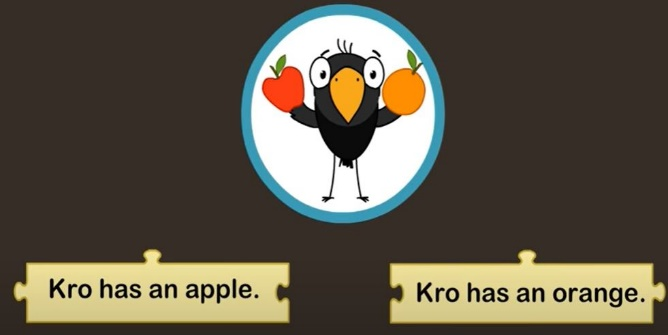 Kro has an apple.
Kro has an orange.